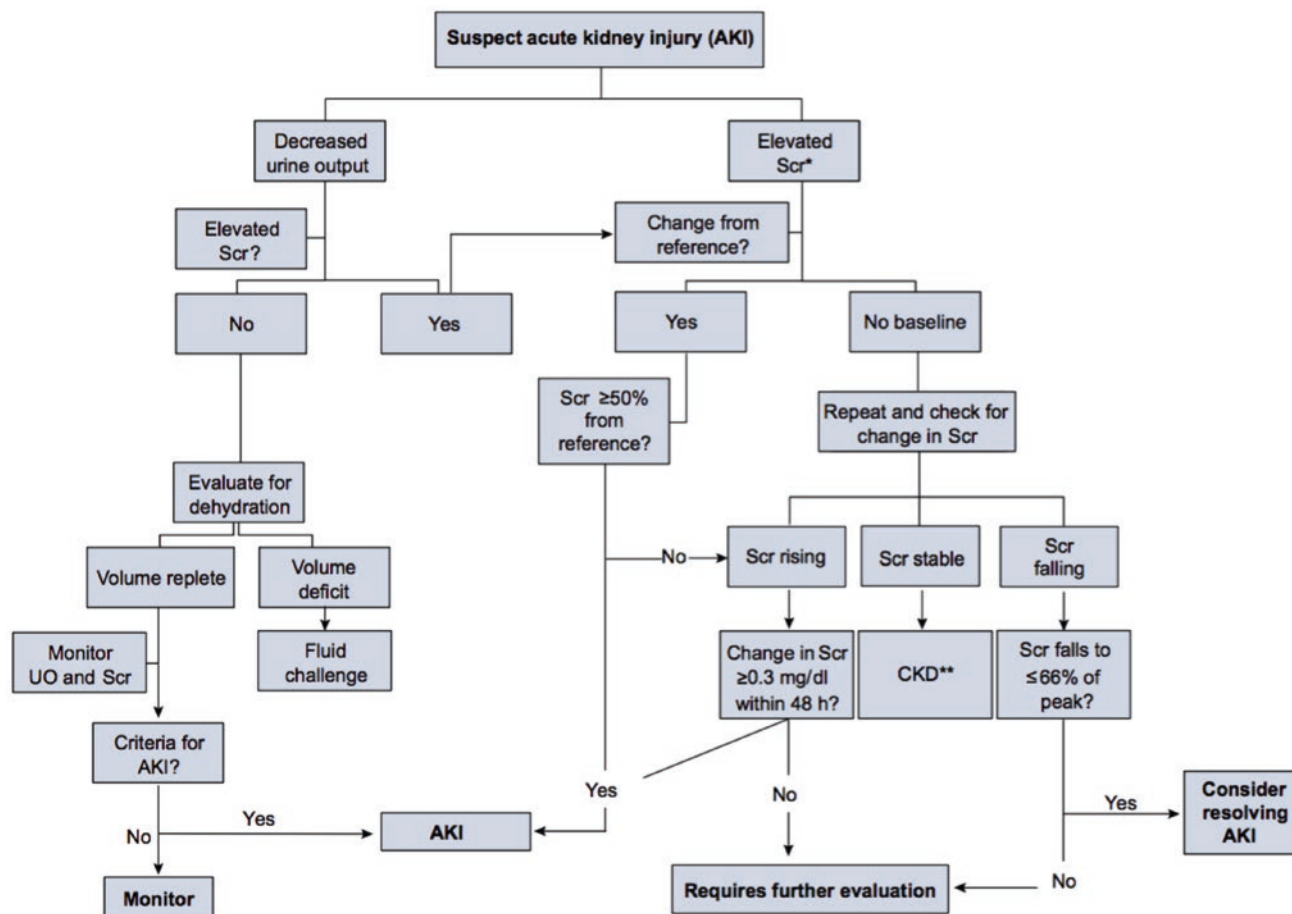 Suspect acute kidney injury (AKI)
Decreased
urine output
Elevated
Scr*
Elevated
Scr?
Change from
reference?
No
Yes
Yes
No baseline
Scr ≥50%
from
reference?
Repeat and check for
change in Scr
Evaluate for
dehydration
Volume replete
Volume
deficit
No
Scr rising
Scr stable
Scr
falling
Monitor
UO and Scr
Fluid
challenge
Change in Scr
≥0.3 mg/dl
within 48 h?
CKD**
Scr falls to
≤66% of
peak?
Criteria for
AKI?
Yes
No
Yes
Consider
resolving
AKI
No
Yes
AKI
No
Monitor
Requires further evaluation